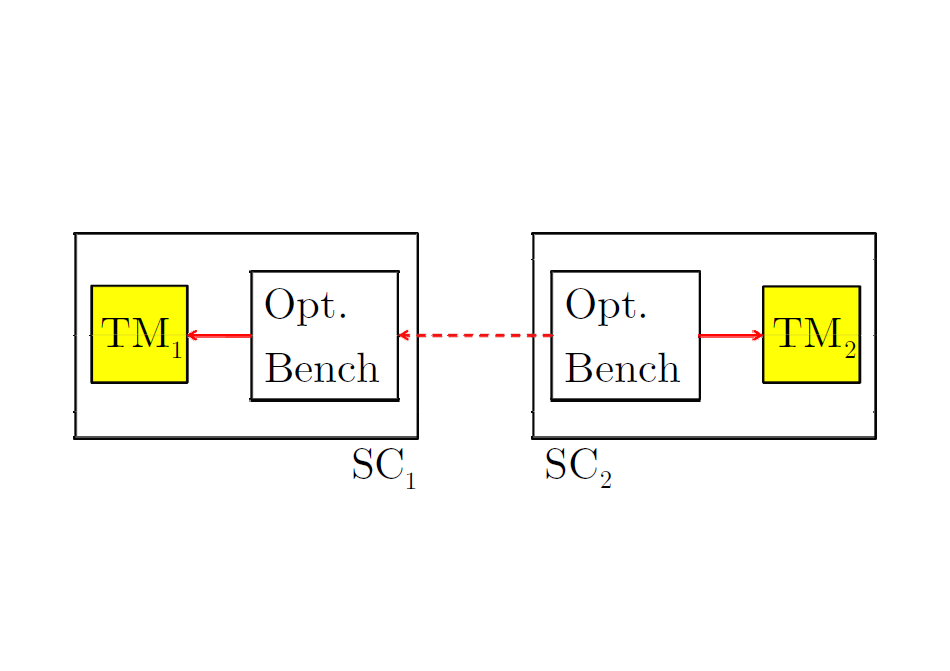 TM₁
Opt.
Bench
Opt.
Bench
TM₂
SC₁
SC₂